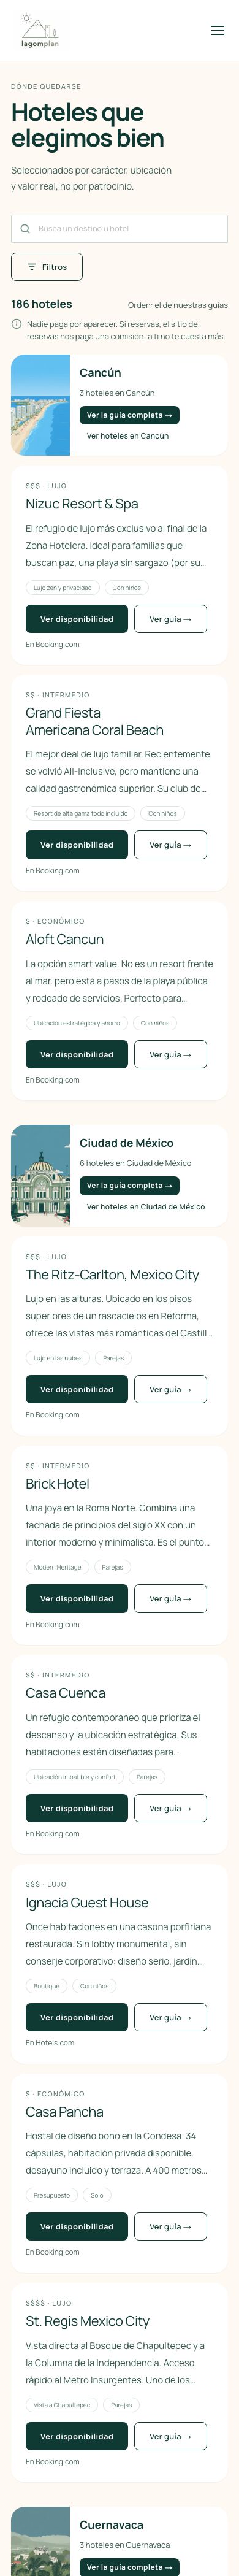 lagomplan
DÓNDE QUEDARSE
Hoteles que
elegimos bien
Seleccionados por carácter, ubicación
y valor real, no por patrocinio.
Busca un destino u hotel
Filtros
186 hoteles
Orden: el de nuestras guías
Nadie paga por aparecer. Si reservas, el sitio de
reservas nos paga una comisión; a ti no te cuesta más.
Cancún
3 hoteles en Cancún
Ver la guía completa →
Ver hoteles en Cancún
$$$ · LUJO
Nizuc Resort & Spa
El refugio de lujo más exclusivo al final de la
Zona Hotelera. Ideal para familias que
buscan paz, una playa sin sargazo (por su…
Lujo zen y privacidad
Con niños
Ver disponibilidad
Ver guía →
En Booking.com
$$ · INTERMEDIO
Grand Fiesta
Americana Coral Beach
El mejor deal de lujo familiar. Recientemente
se volvió All-Inclusive, pero mantiene una
calidad gastronómica superior. Su club de…
Resort de alta gama todo incluido
Con niños
Ver disponibilidad
Ver guía →
En Booking.com
$ · ECONÓMICO
Aloft Cancun
La opción smart value. No es un resort frente
al mar, pero está a pasos de la playa pública
y rodeado de servicios. Perfecto para…
Ubicación estratégica y ahorro
Con niños
Ver disponibilidad
Ver guía →
En Booking.com
Ciudad de México
6 hoteles en Ciudad de México
Ver la guía completa →
Ver hoteles en Ciudad de México
$$$ · LUJO
The Ritz-Carlton, Mexico City
Lujo en las alturas. Ubicado en los pisos
superiores de un rascacielos en Reforma,
ofrece las vistas más románticas del Castill…
Lujo en las nubes
Parejas
Ver disponibilidad
Ver guía →
En Booking.com
$$ · INTERMEDIO
Brick Hotel
Una joya en la Roma Norte. Combina una
fachada de principios del siglo XX con un
interior moderno y minimalista. Es el punto…
Modern Heritage
Parejas
Ver disponibilidad
Ver guía →
En Booking.com
$$ · INTERMEDIO
Casa Cuenca
Un refugio contemporáneo que prioriza el
descanso y la ubicación estratégica. Sus
habitaciones están diseñadas para…
Ubicación imbatible y confort
Parejas
Ver disponibilidad
Ver guía →
En Booking.com
$$$ · LUJO
Ignacia Guest House
Once habitaciones en una casona porfiriana
restaurada. Sin lobby monumental, sin
conserje corporativo: diseño serio, jardín…
Boutique
Con niños
Ver disponibilidad
Ver guía →
En Hotels.com
$ · ECONÓMICO
Casa Pancha
Hostal de diseño boho en la Condesa. 34
cápsulas, habitación privada disponible,
desayuno incluido y terraza. A 400 metros…
Presupuesto
Solo
Ver disponibilidad
Ver guía →
En Booking.com
$$$$ · LUJO
St. Regis Mexico City
Vista directa al Bosque de Chapultepec y a
la Columna de la Independencia. Acceso
rápido al Metro Insurgentes. Uno de los…
Vista a Chapultepec
Parejas
Ver disponibilidad
Ver guía →
En Booking.com
Cuernavaca
3 hoteles en Cuernavaca
Ver la guía completa →